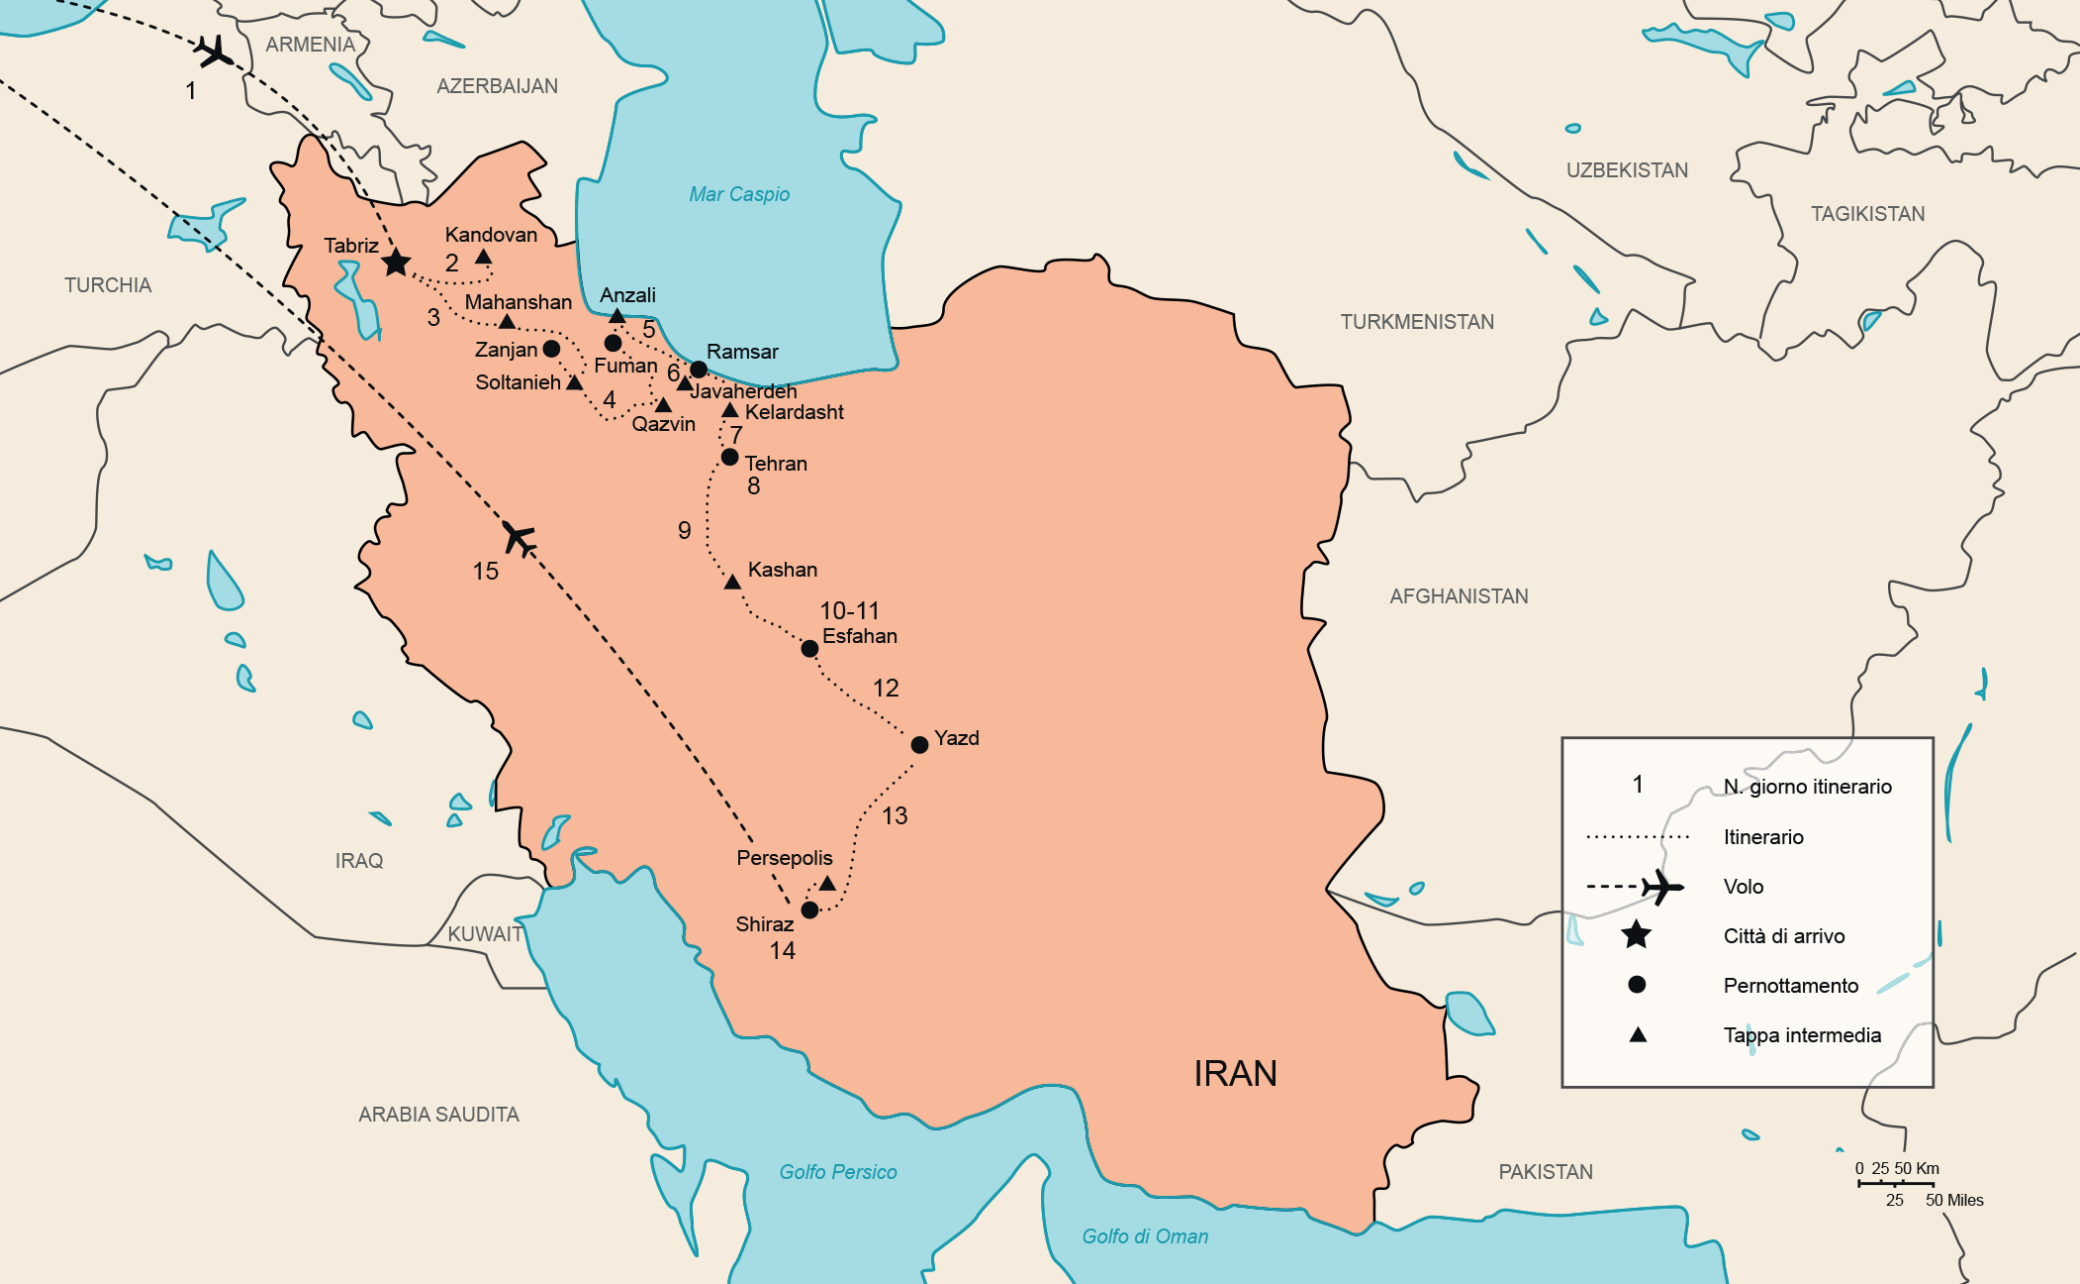 ARMENIA
1
AZERBAIJAN
UZBEKISTAN
Mar Caspio
TAGIKISTAN
Kandovan
Tabriz
2
TURCHIA
Anzali
Mahanshan
3
5
TURKMENISTAN
Zanjan
Ramsar
Fuman
6
Soltanieh
Javaherdeh
4
Kelardasht
Qazvin
7
Tehran
8
9
Kashan
15
AFGHANISTAN
10-11
Esfahan
12
Yazd
13
Persepolis
IRAQ
Shiraz
14
KUWAIT
1 N. giorno itinerario
Itinerario
Volo
Città di arrivo
Pernottamento
Tappa intermedia
IRAN
ARABIA SAUDITA
Golfo Persico
PAKISTAN
Golfo di Oman
0 25 50 Km
25 50 Miles